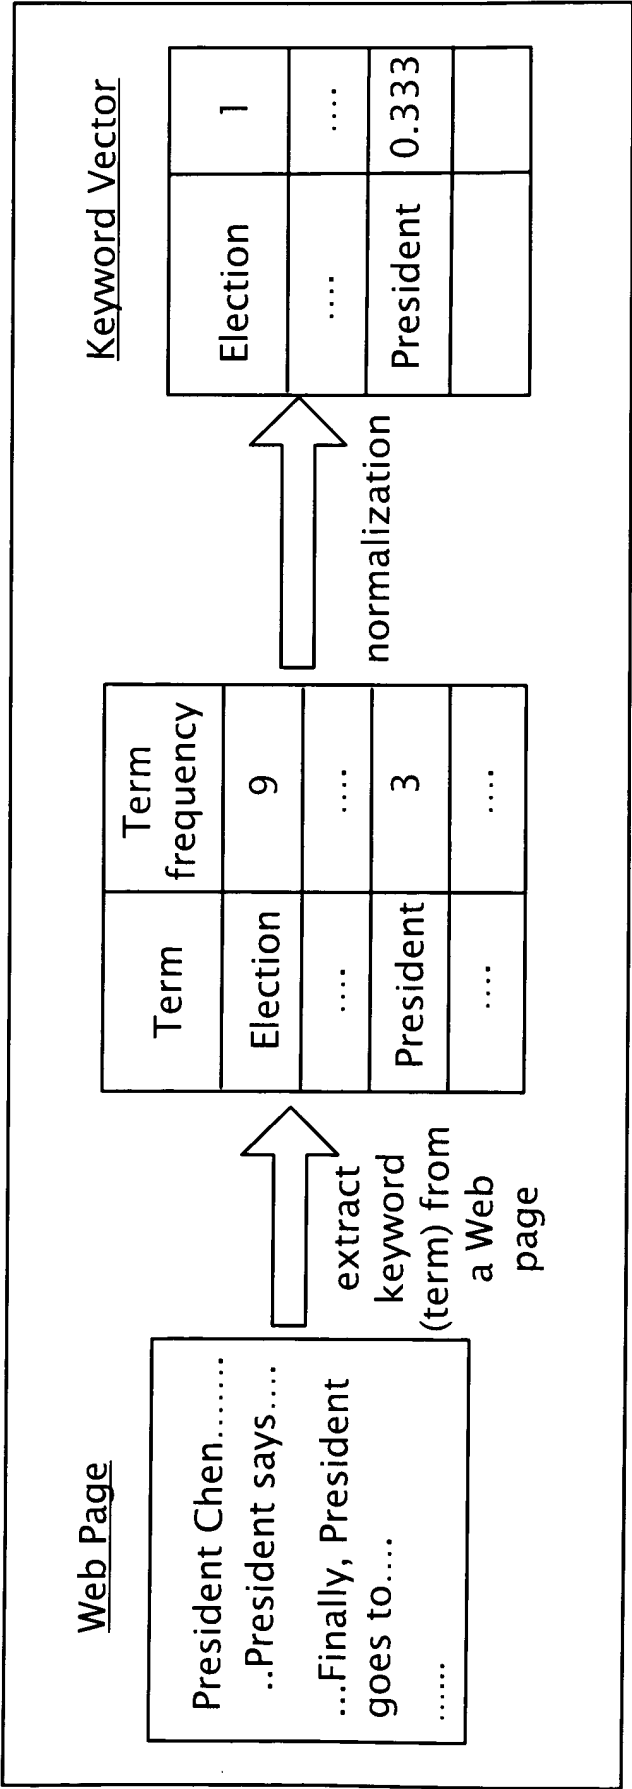 Web Page
President Chen.......
..President says....
...Finally, President
goes to....
......
extract
keyword
(term) from
a Web
page
Term
Term
frequency
Election
9
....
....
President
3
....
....
normalization
Keyword Vector
Election
1
....
....
President
0.333